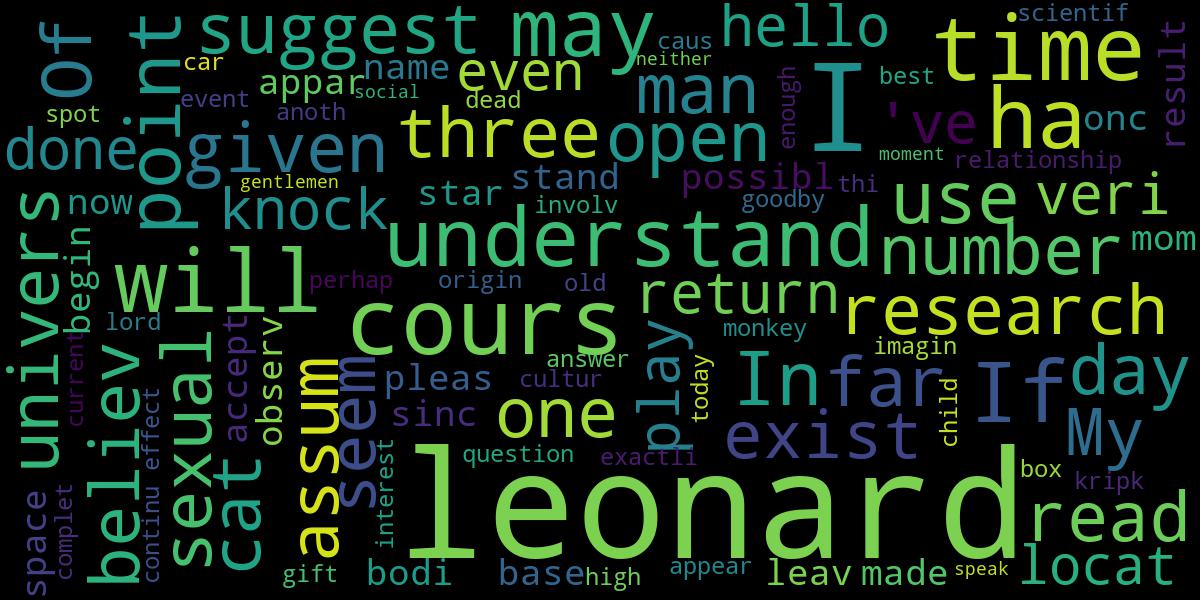 of
point
suggest
may
hello
time
scientif
result
caus
neither
car
appar
name
even
social
man
enough
I
best
've
ha
onc
spot
event
anoth
dead
done
given
three
open
moment
relationship
gentlemen
stand
possibl
thi
use
veri
univers
now
knock
star
involv
goodby
understand
number
mom
begin
will
perhap
origin
old
return
research
lord
cours
monkey
current
believ
sexual
accept
observ
answer
play
imagin
effect
assum
seem
pleas
cultur
today
In
far
child
If
day
sinc
one
exist
My
cat
interest
question
exactli
leonard
box
kripk
space
complet
continu
read
gift
bodi
base
high
appear
leav
made
speak
locat